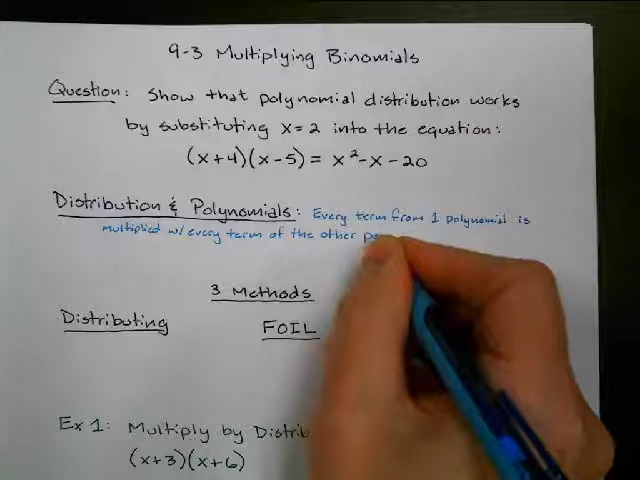 9-3 Multiplying Binomials
Question: Show that polynomial distribution works
by substituting x=2 into the equation:
(x+4)(x-5) = x²-x-20
Distribution & Polynomials: Every term from 1 polynomial is
multiplied w/ every term of the other
3 Methods
Distributing
FOIL
Ex 1: Multiply by
(x+3)(x+6)